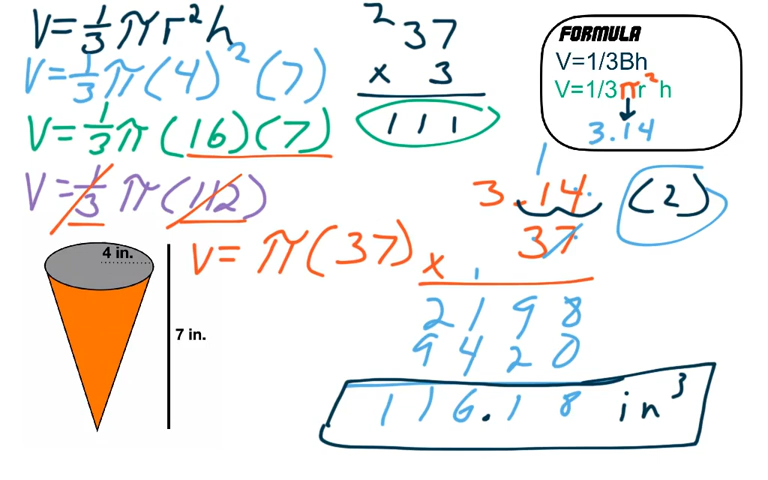 V=⅓πr²h
V=⅓π(4)²(7)
V=⅓π(16)(7)
V=⅓π(112)
V=π(37)
²37
x 3
111
FORMULA
V=1/3Bh
V=1/3πr²h
3.14
1
3.14 (2)
x 37
1
2198
9420
116.18 in³
4 in.
7 in.